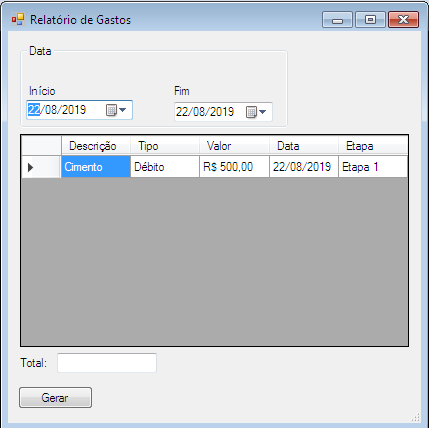 Relatório de Gastos
Data
Início Fim
22/08/2019 22/08/2019
Descrição Tipo Valor Data Etapa
Cimento Débito R$ 500,00 22/08/2019 Etapa 1
Total:
Gerar